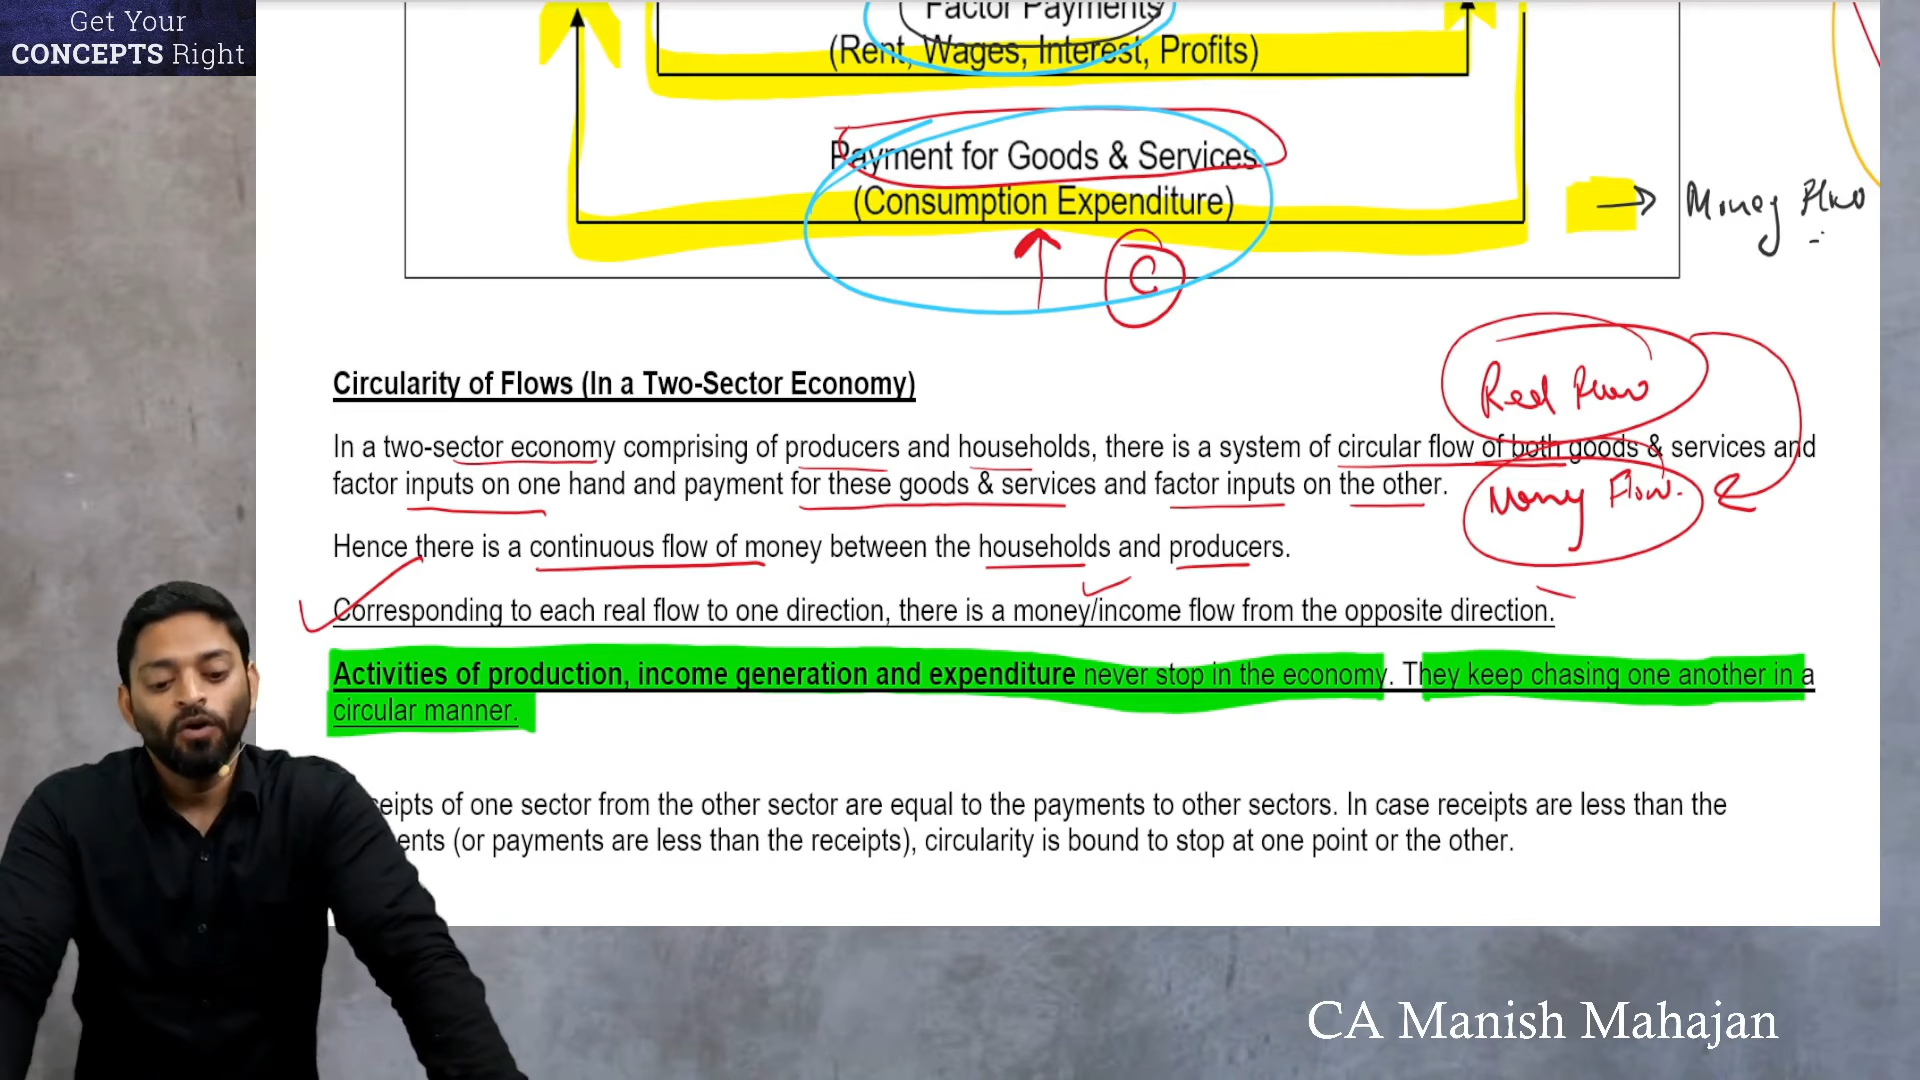 Get Your
CONCEPTS Right
Factor Payments
(Rent, Wages, Interest, Profits)
Payment for Goods & Services
(Consumption Expenditure)
Money Flow
C
Circularity of Flows (In a Two-Sector Economy)
Real Flow
In a two-sector economy comprising of producers and households, there is a system of circular flow of both goods & services and
factor inputs on one hand and payment for these goods & services and factor inputs on the other.
Money Flow.
Hence there is a continuous flow of money between the households and producers.
Corresponding to each real flow to one direction, there is a money/income flow from the opposite direction.
Activities of production, income generation and expenditure never stop in the economy. They keep chasing one another in a
circular manner.
eipts of one sector from the other sector are equal to the payments to other sectors. In case receipts are less than the
ents (or payments are less than the receipts), circularity is bound to stop at one point or the other.
CA Manish Mahajan